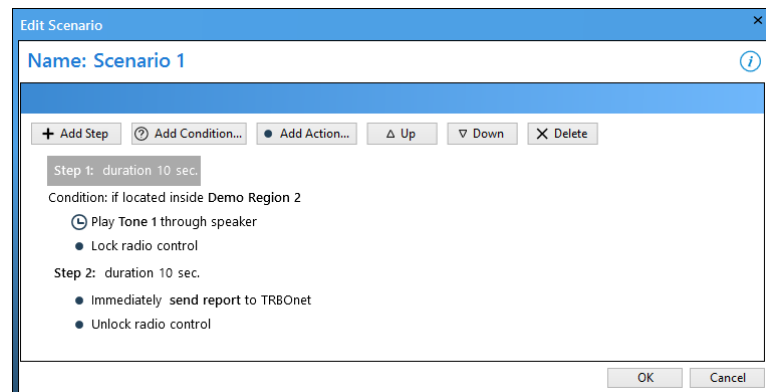 Edit Scenario
Name: Scenario 1
Add Step Add Condition... Add Action... Up Down Delete
Step 1: duration 10 sec.
Condition: if located inside Demo Region 2
Play Tone 1 through speaker
Lock radio control
Step 2: duration 10 sec.
Immediately send report to TRBOnet
Unlock radio control
OK Cancel